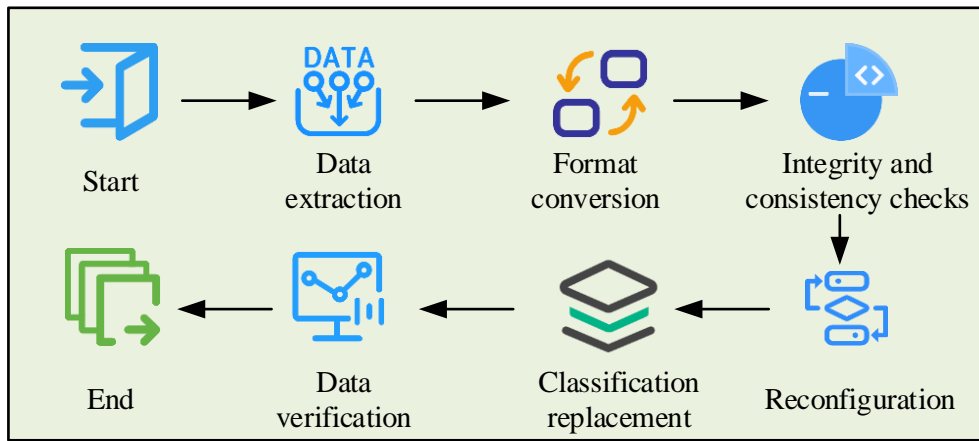 DATA
Start
Data
extraction
Format
conversion
Integrity and
consistency checks
End
Data
verification
Classification
replacement
Reconfiguration